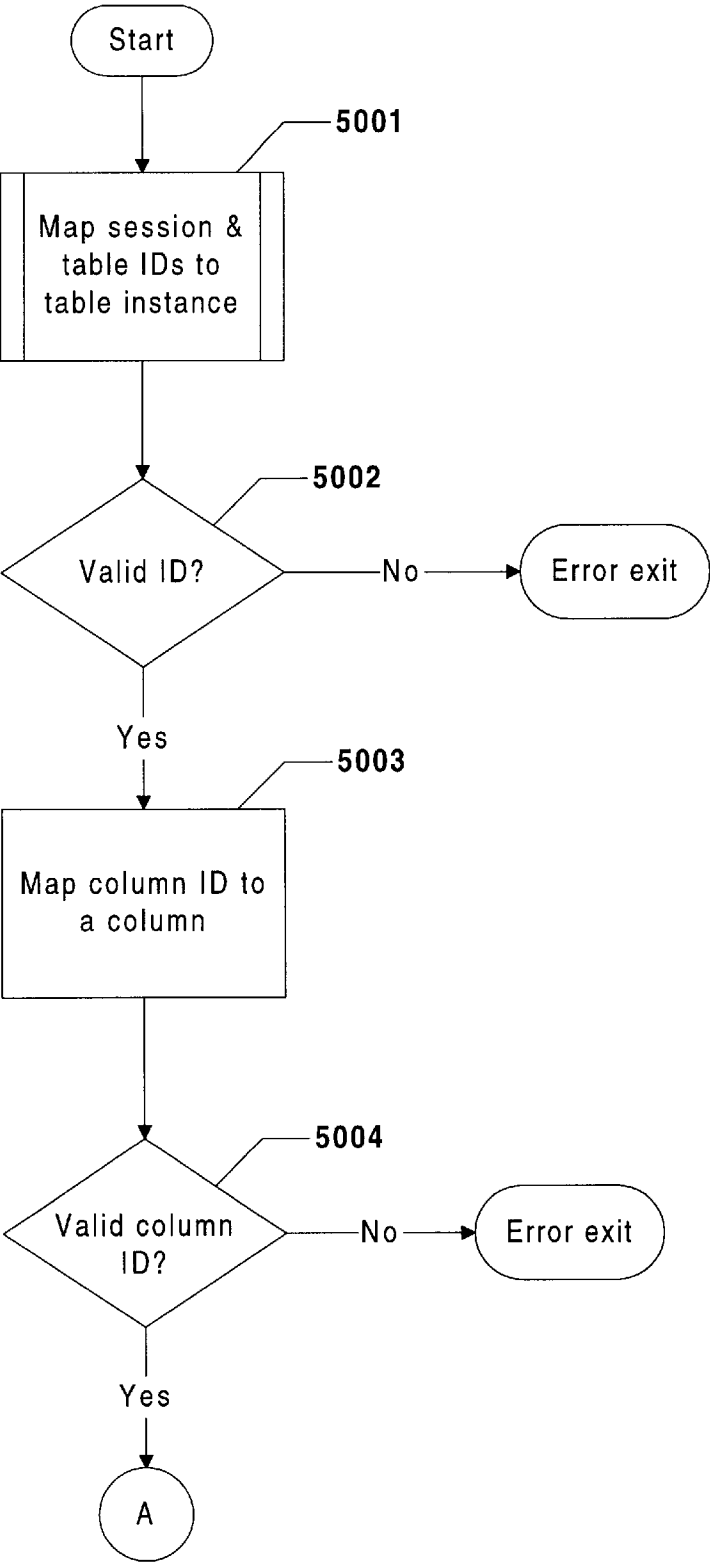 Start
5001
Map session &
table IDs to
table instance
5002
Valid ID?
No
Error exit
Yes
5003
Map column ID to
a column
5004
Valid column
ID?
No
Error exit
Yes
A